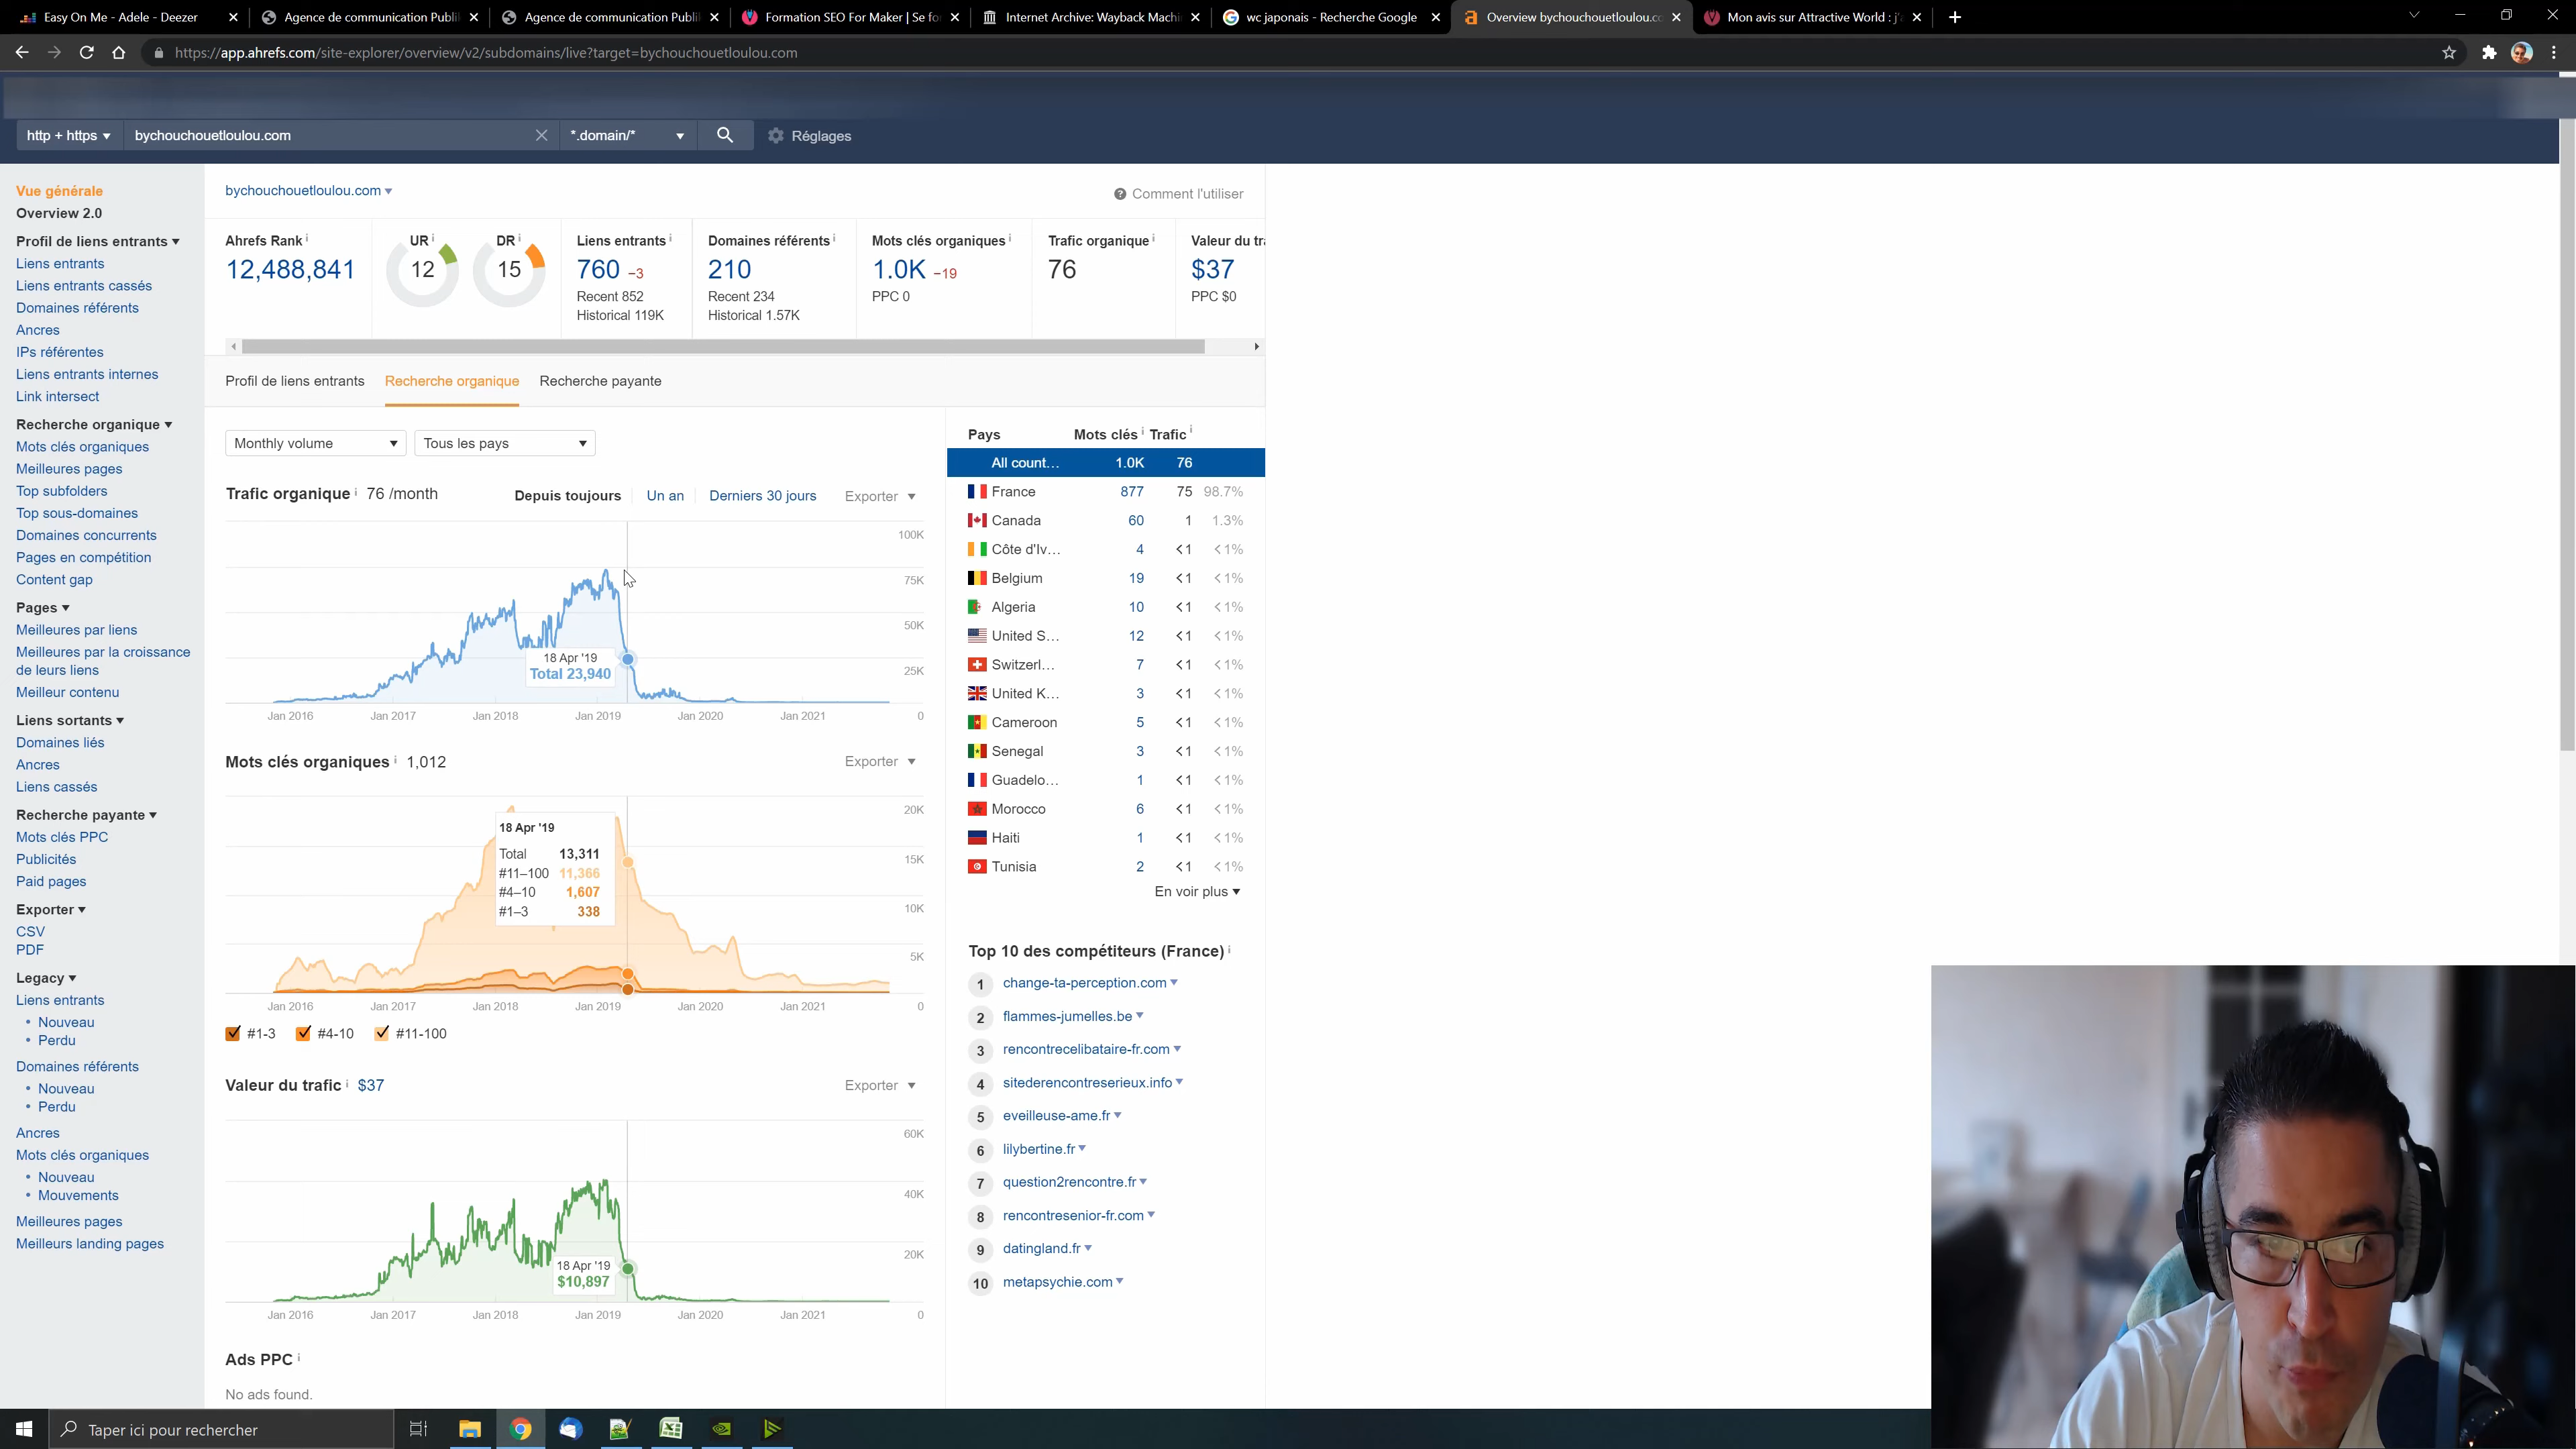 Easy On Me - Adele - Deezer
Agence de communication Publi
Agence de communication Publi
Formation SEO For Maker | Se fo
Internet Archive: Wayback Machi
wc japonais - Recherche Google
Overview bychouchouetloulou.co
Mon avis sur Attractive World : j'
https://app.ahrefs.com/site-explorer/overview/v2/subdomains/live?target=bychouchouetloulou.com
http + https
bychouchouetloulou.com
*.domain/*
Réglages
Vue générale
Overview 2.0
Profil de liens entrants
Liens entrants
Liens entrants cassés
Domaines référents
Ancres
IPs référentes
Liens entrants internes
Link intersect
Recherche organique
Mots clés organiques
Meilleures pages
Top subfolders
Top sous-domaines
Domaines concurrents
Pages en compétition
Content gap
Pages
Meilleures par liens
Meilleures par la croissance
de leurs liens
Meilleur contenu
Liens sortants
Domaines liés
Ancres
Liens cassés
Recherche payante
Mots clés PPC
Publicités
Paid pages
Exporter
CSV
PDF
Legacy
Liens entrants
• Nouveau
• Perdu
Domaines référents
• Nouveau
• Perdu
Ancres
Mots clés organiques
• Nouveau
• Mouvements
Meilleures pages
Meilleurs landing pages
bychouchouetloulou.com
Comment l'utiliser
Ahrefs Rank
12,488,841
UR
12
DR
15
Liens entrants
760 -3
Recent 852
Historical 119K
Domaines référents
210
Recent 234
Historical 1.57K
Mots clés organiques
1.0K -19
PPC 0
Trafic organique
76
Valeur du tra
$37
PPC $0
Profil de liens entrants
Recherche organique
Recherche payante
Monthly volume
Tous les pays
Trafic organique 76 /month
Depuis toujours
Un an
Derniers 30 jours
Exporter
100K
75K
50K
25K
0
18 Apr '19
Total 23,940
Jan 2016 Jan 2017 Jan 2018 Jan 2019 Jan 2020 Jan 2021
Mots clés organiques 1,012
Exporter
20K
15K
10K
5K
0
18 Apr '19
Total 13,311
#11–100 11,366
#4–10 1,607
#1–3 338
Jan 2016 Jan 2017 Jan 2018 Jan 2019 Jan 2020 Jan 2021
#1-3 #4-10 #11-100
Valeur du trafic $37
Exporter
60K
40K
20K
0
18 Apr '19
$10,897
Jan 2016 Jan 2017 Jan 2018 Jan 2019 Jan 2020 Jan 2021
Ads PPC
No ads found.
Pays Mots clés Trafic
All count... 1.0K 76
France 877 75 98.7%
Canada 60 1 1.3%
Côte d'Iv... 4 <1 <1%
Belgium 19 <1 <1%
Algeria 10 <1 <1%
United S... 12 <1 <1%
Switzerl... 7 <1 <1%
United K... 3 <1 <1%
Cameroon 5 <1 <1%
Senegal 3 <1 <1%
Guadelo... 1 <1 <1%
Morocco 6 <1 <1%
Haiti 1 <1 <1%
Tunisia 2 <1 <1%
En voir plus
Top 10 des compétiteurs (France)
1 change-ta-perception.com
2 flammes-jumelles.be
3 rencontrecelibataire-fr.com
4 sitederencontreserieux.info
5 eveilleuse-ame.fr
6 lilybertine.fr
7 question2rencontre.fr
8 rencontresenior-fr.com
9 datingland.fr
10 metapsychie.com
Taper ici pour rechercher